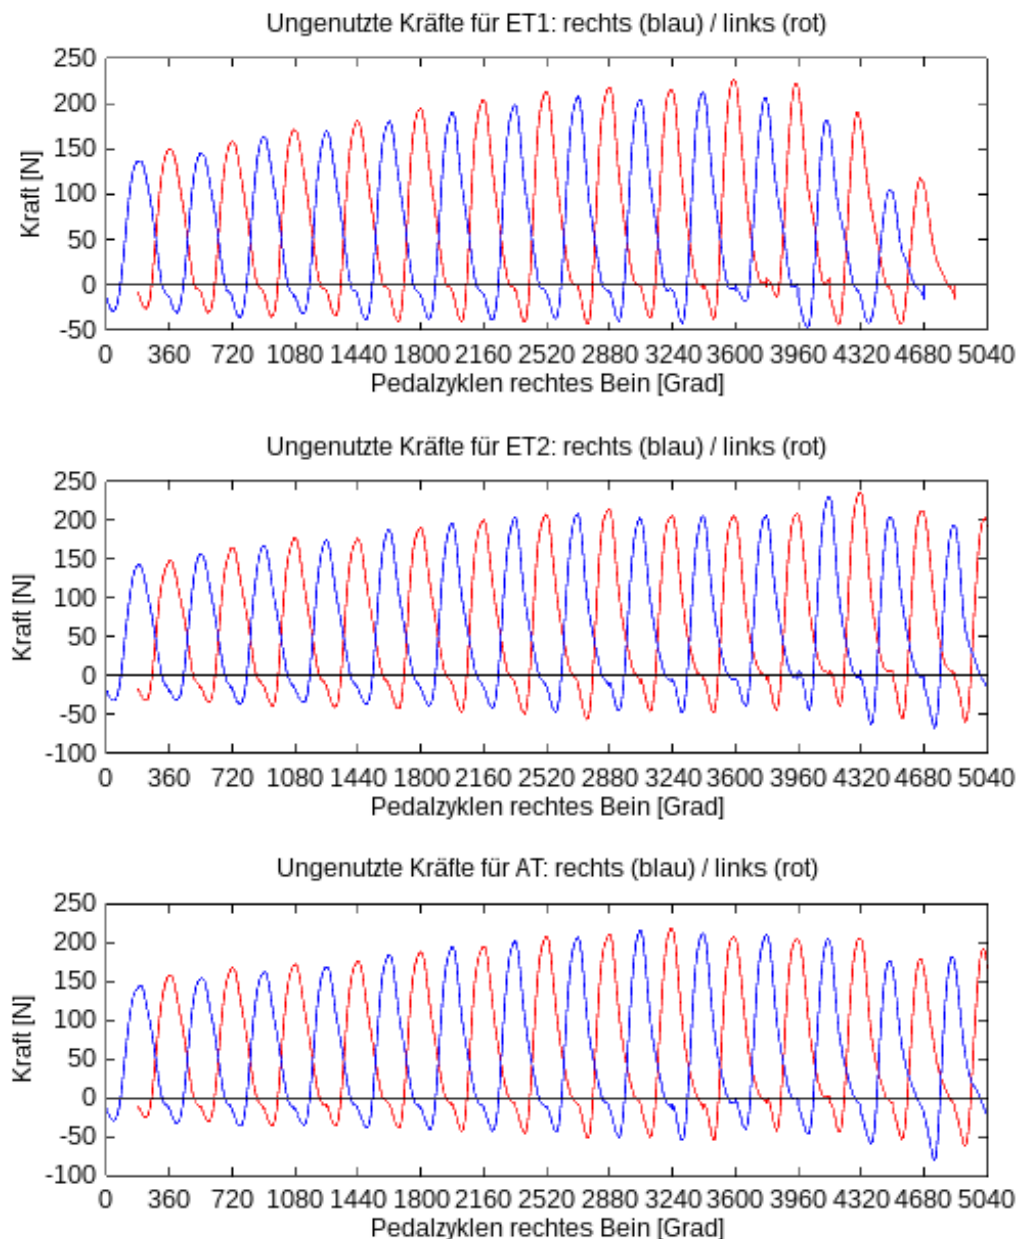 Ungenutzte Kräfte für ET1: rechts (blau) / links (rot)
250
200
150
100
50
0
-50
Kraft [N]
0 360 720 1080 1440 1800 2160 2520 2880 3240 3600 3960 4320 4680 5040
Pedalzyklen rechtes Bein [Grad]
Ungenutzte Kräfte für ET2: rechts (blau) / links (rot)
250
200
150
100
50
0
-50
-100
Kraft [N]
0 360 720 1080 1440 1800 2160 2520 2880 3240 3600 3960 4320 4680 5040
Pedalzyklen rechtes Bein [Grad]
Ungenutzte Kräfte für AT: rechts (blau) / links (rot)
250
200
150
100
50
0
-50
-100
Kraft [N]
0 360 720 1080 1440 1800 2160 2520 2880 3240 3600 3960 4320 4680 5040
Pedalzyklen rechtes Bein [Grad]